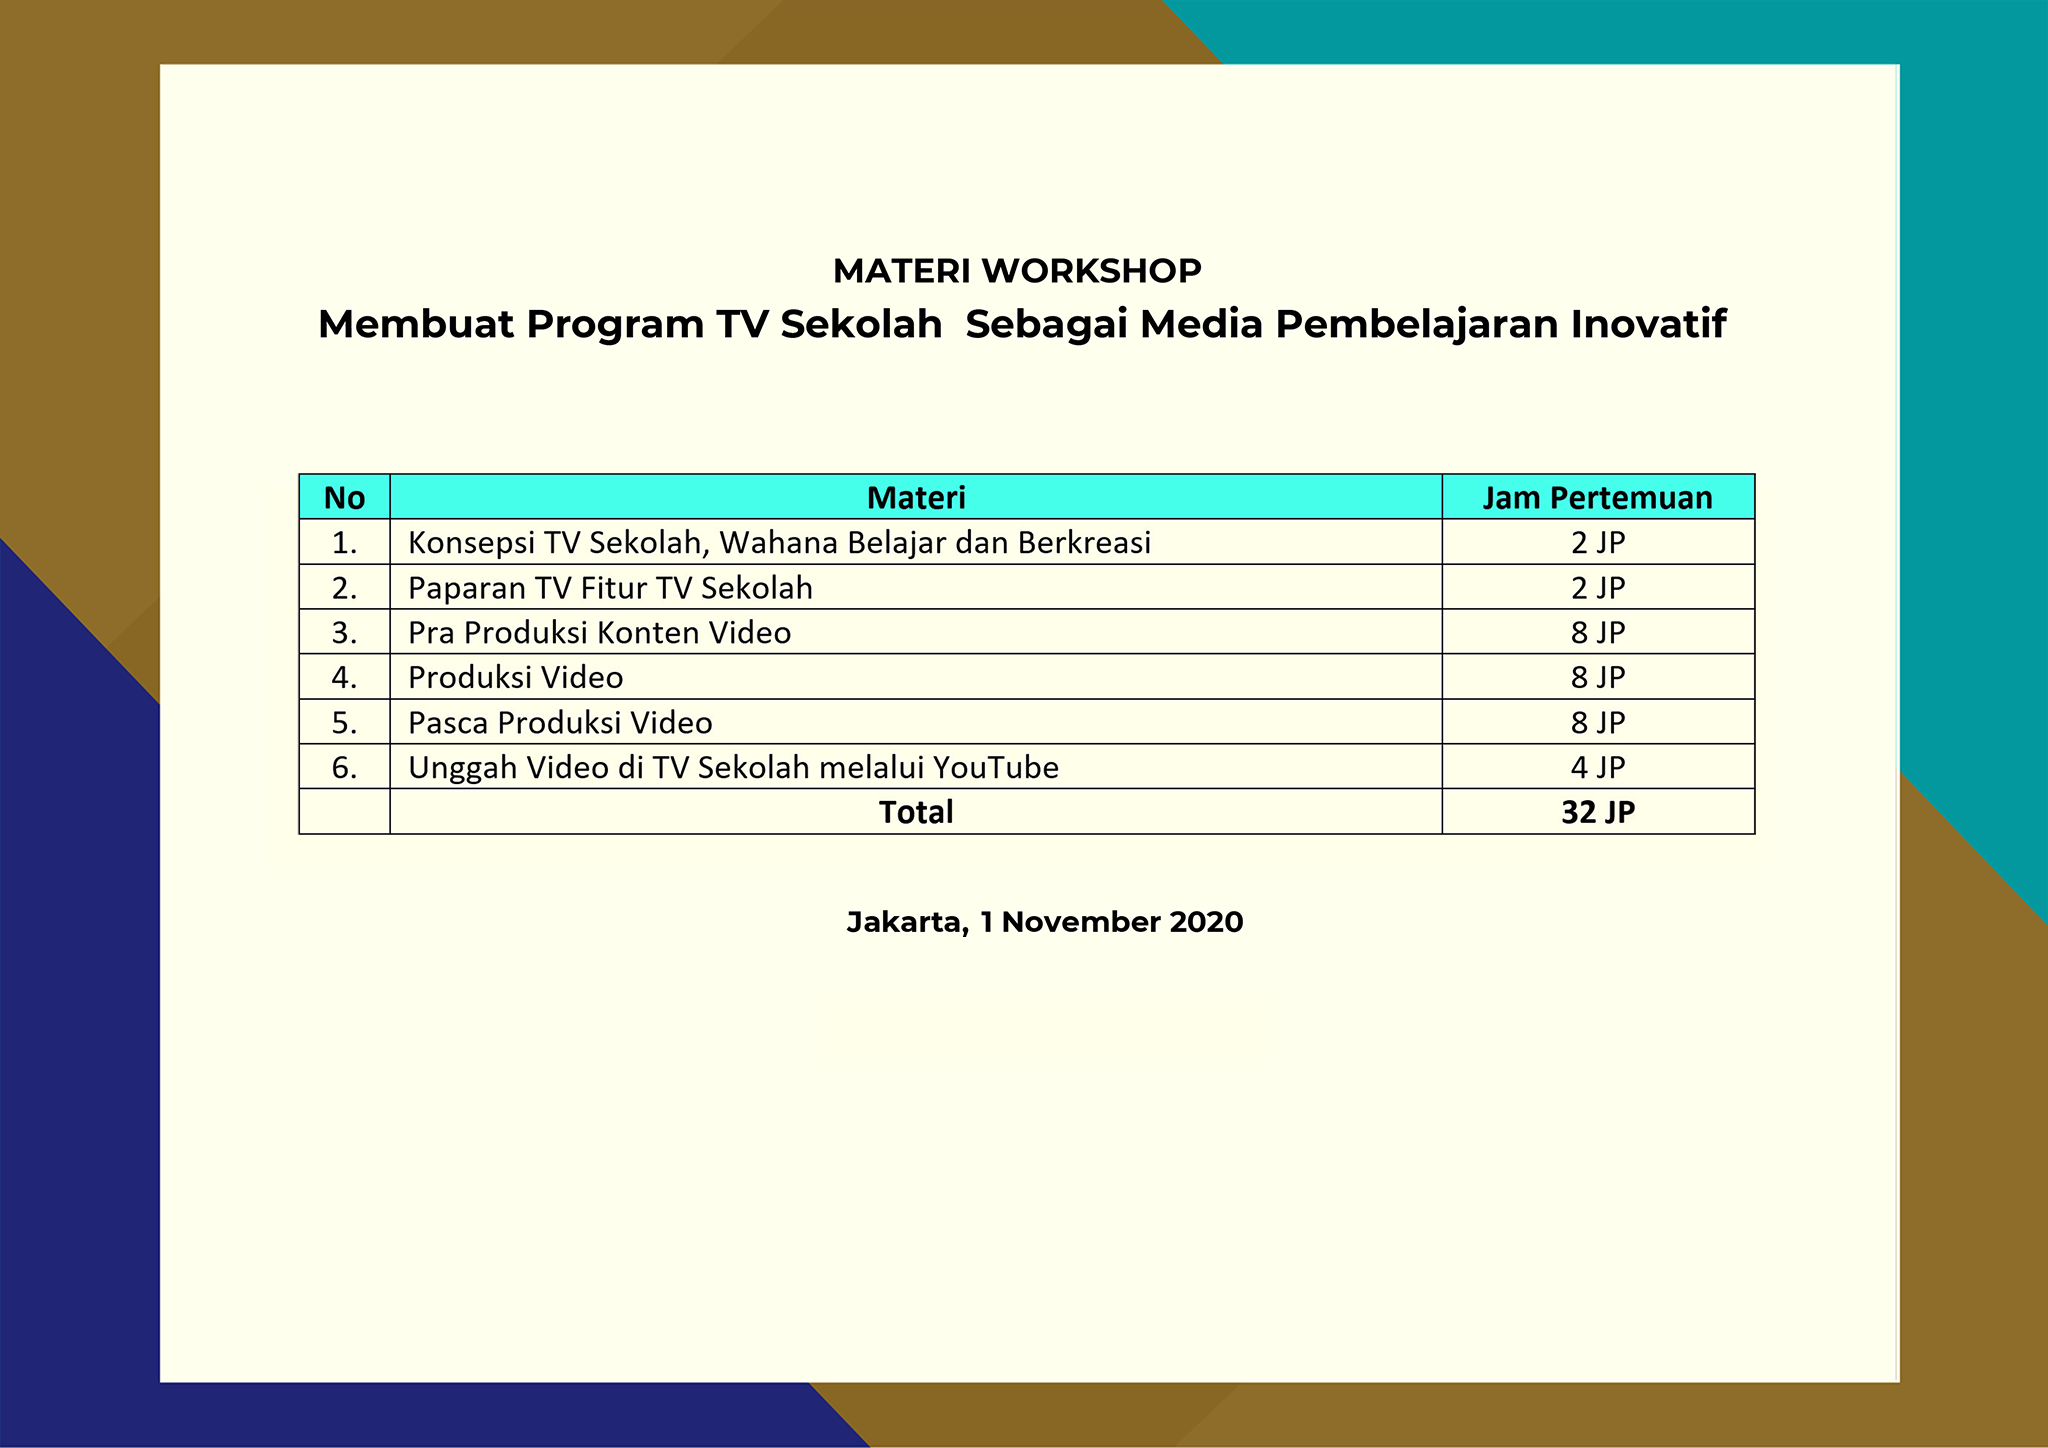 MATERI WORKSHOP
Membuat Program TV Sekolah  Sebagai Media Pembelajaran Inovatif
No Materi Jam Pertemuan
1. Konsepsi TV Sekolah, Wahana Belajar dan Berkreasi 2 JP
2. Paparan TV Fitur TV Sekolah 2 JP
3. Pra Produksi Konten Video 8 JP
4. Produksi Video 8 JP
5. Pasca Produksi Video 8 JP
6. Unggah Video di TV Sekolah melalui YouTube 4 JP
Total 32 JP
Jakarta, 1 November 2020